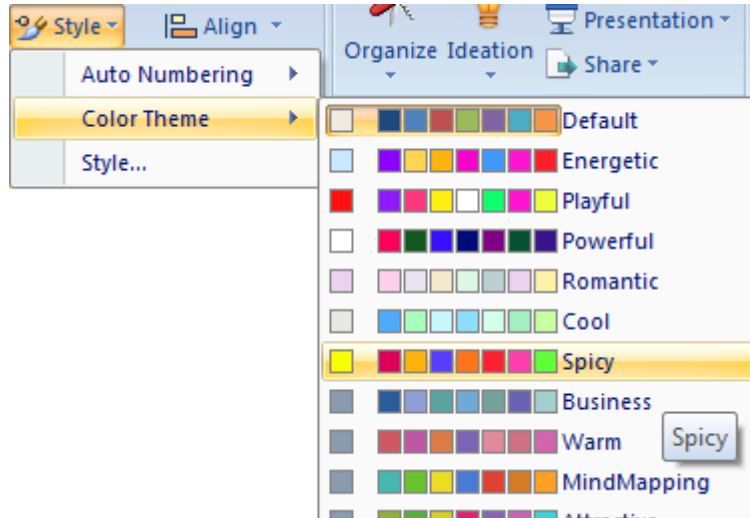 Style
Align
Organize Ideation
Presentation
Share
Auto Numbering
Color Theme
Style...
Default
Energetic
Playful
Powerful
Romantic
Cool
Spicy
Business
Warm
Spicy
MindMapping
Attractive